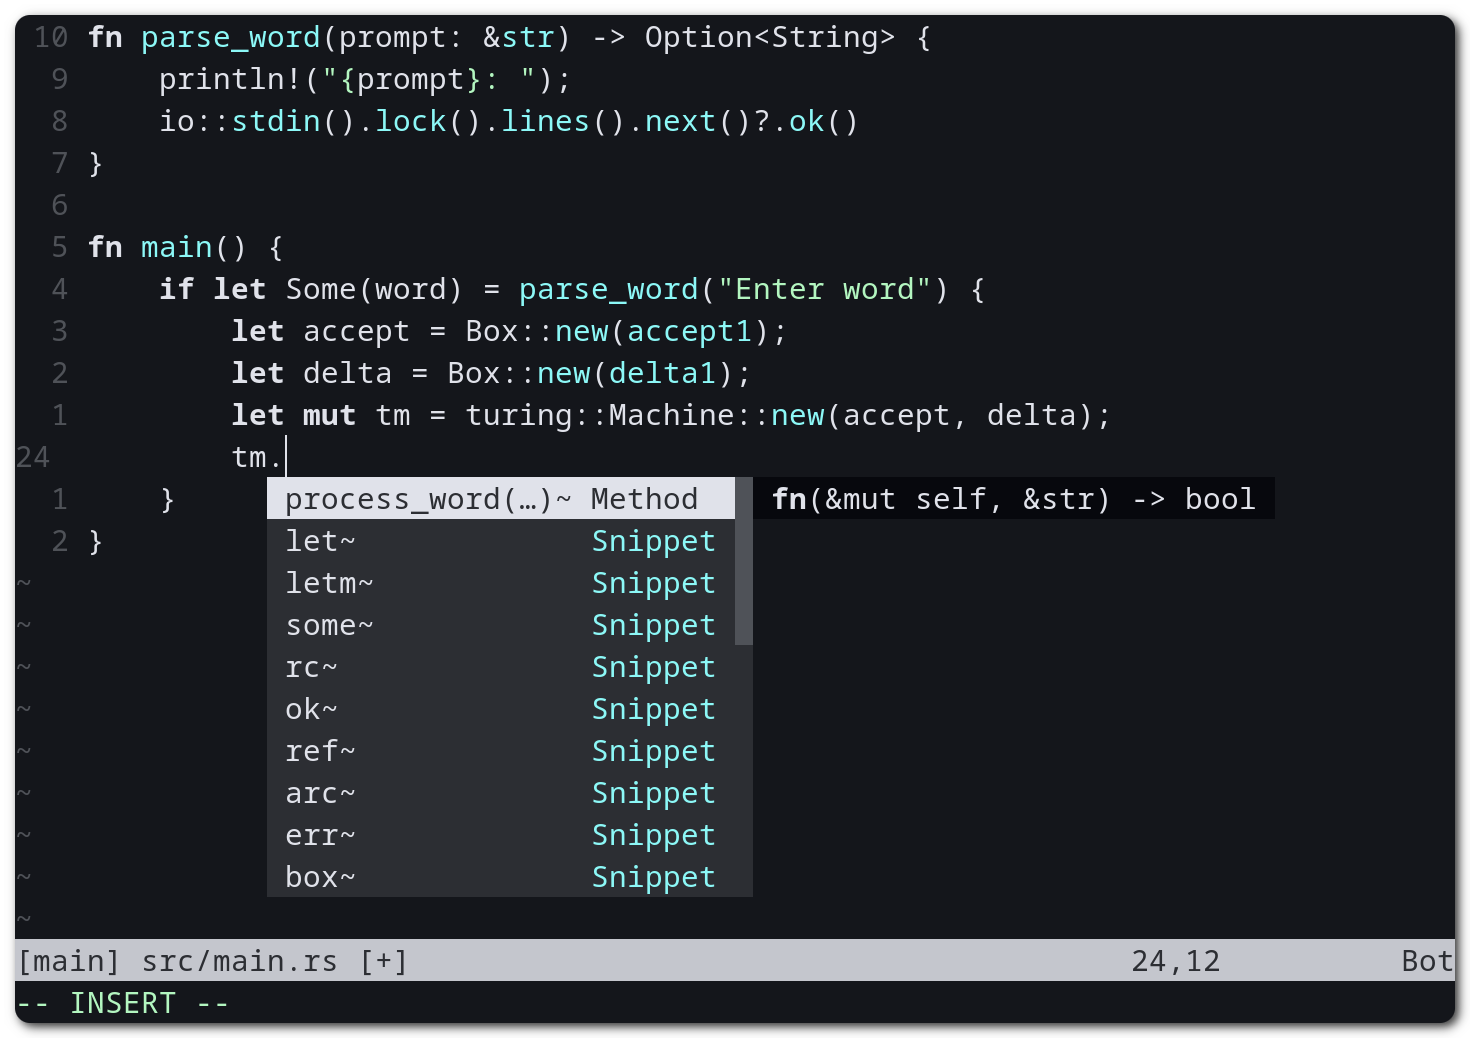 10 fn parse_word(prompt: &str) -> Option<String> {
9     println!("{prompt}: ");
8     io::stdin().lock().lines().next()?.ok()
7 }
6
5 fn main() {
4     if let Some(word) = parse_word("Enter word") {
3         let accept = Box::new(accept1);
2         let delta = Box::new(delta1);
1         let mut tm = turing::Machine::new(accept, delta);
24          tm.
1     }     process_word(…)~ Method   fn(&mut self, &str) -> bool
2 }         let~             Snippet
~           letm~            Snippet
~           some~            Snippet
~           rc~              Snippet
~           ok~              Snippet
~           ref~             Snippet
~           arc~             Snippet
~           err~             Snippet
~           box~             Snippet
~
[main] src/main.rs [+]                    24,12          Bot
-- INSERT --